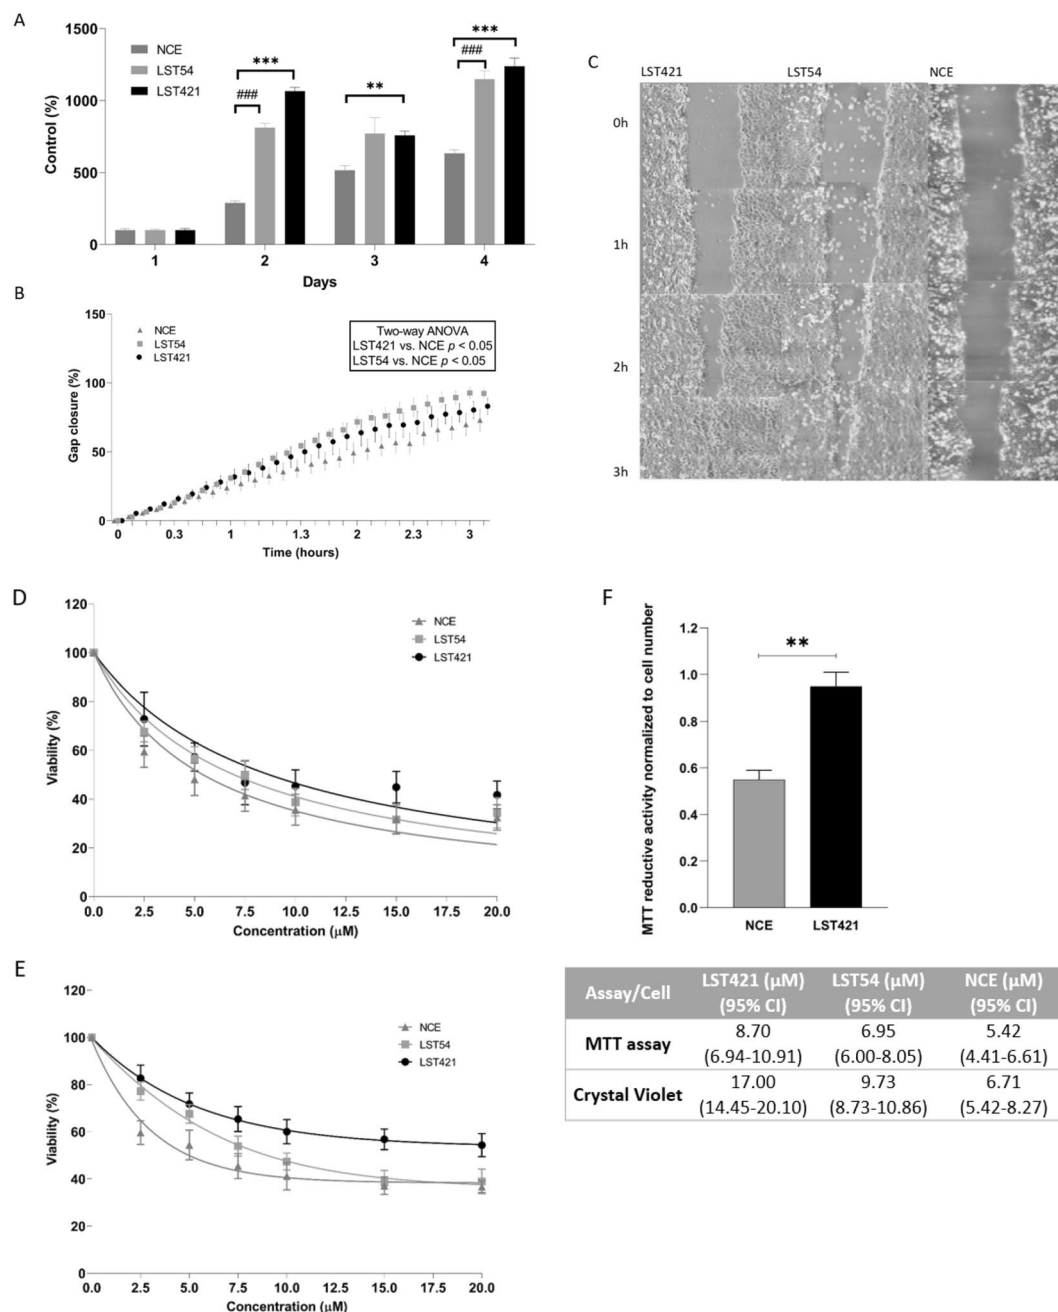 A
1500
1000
500
0
Control (%)
NCE
LST54
LST421
###
***
**
###
***
1
2
3
4
Days
B
NCE
LST54
LST421
Two-way ANOVA
LST421 vs. NCE p < 0.05
LST54 vs. NCE p < 0.05
150
100
50
0
Gap closure (%)
0 0.3 1 1.3 2 2.3 3
Time (hours)
C
LST421 LST54 NCE
0h
1h
2h
3h
D
NCE
LST54
LST421
120
100
80
60
40
20
0
Viability (%)
0.0 2.5 5.0 7.5 10.0 12.5 15.0 17.5 20.0
Concentration (μM)
F
1.2
1.0
0.8
0.6
0.4
0.2
0.0
MTT reductive activity normalized to cell number
**
NCE LST421
E
NCE
LST54
LST421
120
100
80
60
40
20
0
Viability (%)
0.0 2.5 5.0 7.5 10.0 12.5 15.0 17.5 20.0
Concentration (μM)
Assay/Cell LST421 (μM) (95% CI) LST54 (μM) (95% CI) NCE (μM) (95% CI)
MTT assay 8.70 (6.94-10.91) 6.95 (6.00-8.05) 5.42 (4.41-6.61)
Crystal Violet 17.00 (14.45-20.10) 9.73 (8.73-10.86) 6.71 (5.42-8.27)